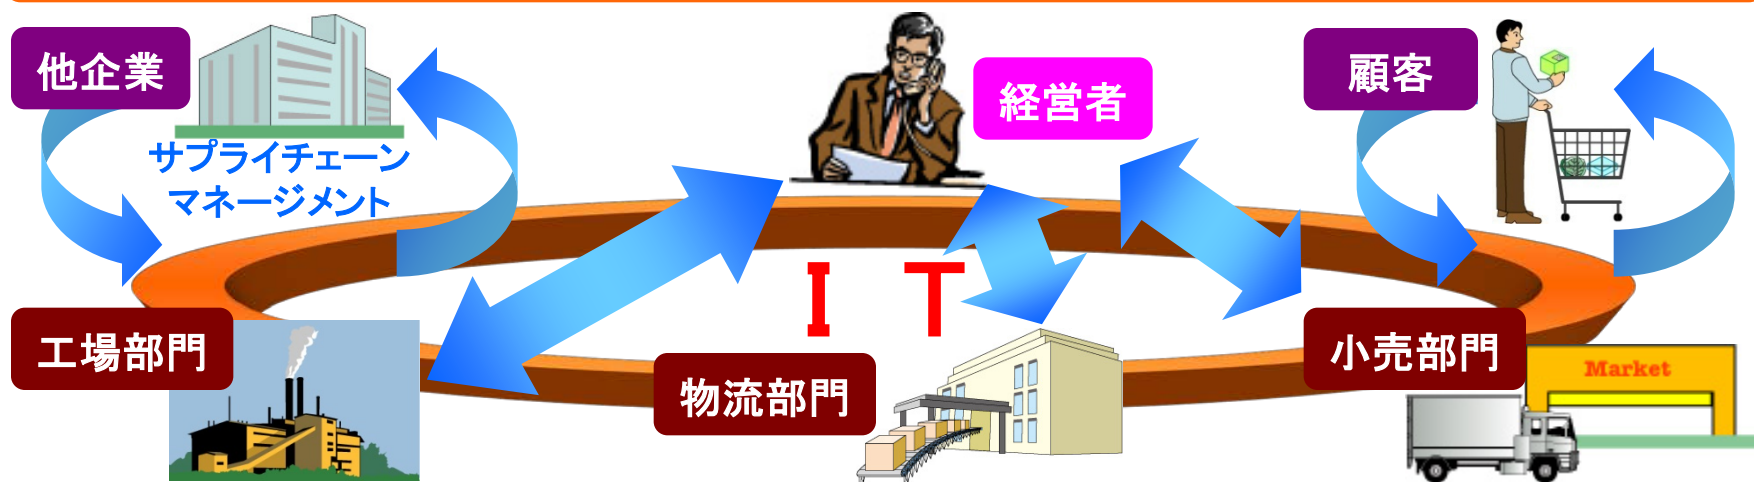 他企業
サプライチェーン
マネージメント
経営者
顧客
IT
工場部門
物流部門
小売部門
Market